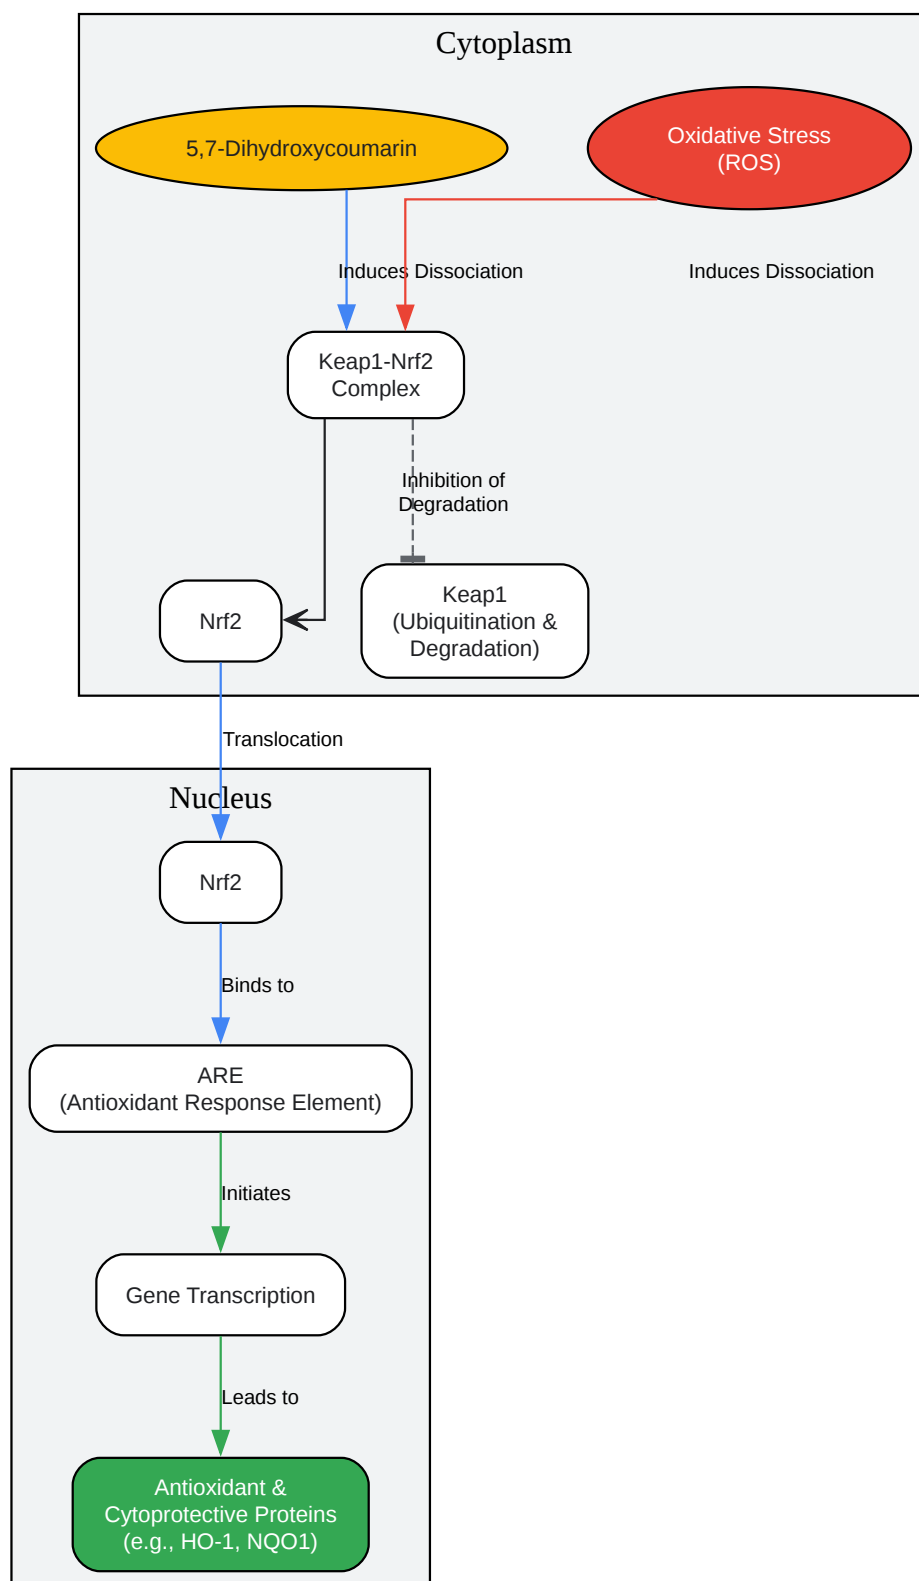 Cytoplasm
5,7-Dihydroxycoumarin
Oxidative Stress
(ROS)
Induces Dissociation
Induces Dissociation
Keap1-Nrf2
Complex
Inhibition of
Degradation
Nrf2
Keap1
(Ubiquitination &
Degradation)
Translocation
Nucleus
Nrf2
Binds to
ARE
(Antioxidant Response Element)
Initiates
Gene Transcription
Leads to
Antioxidant &
Cytoprotective Proteins
(e.g., HO-1, NQO1)